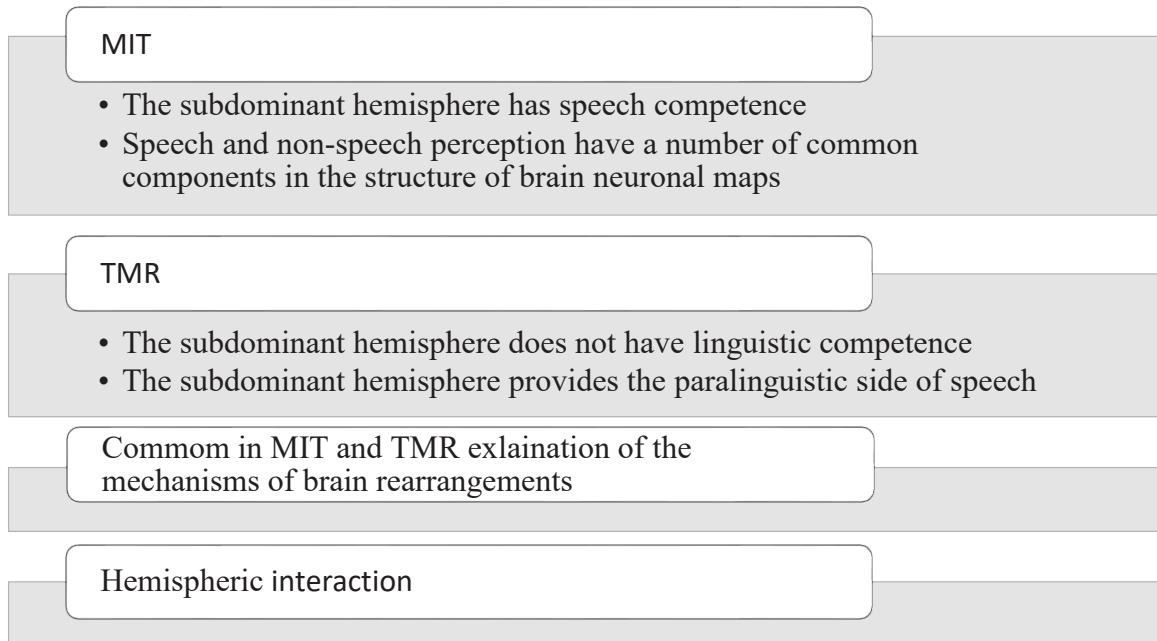 MIT
• The subdominant hemisphere has speech competence
• Speech and non-speech perception have a number of common
components in the structure of brain neuronal maps
TMR
• The subdominant hemisphere does not have linguistic competence
• The subdominant hemisphere provides the paralinguistic side of speech
Commom in MIT and TMR exlaination of the
mechanisms of brain rearrangements
Hemispheric interaction